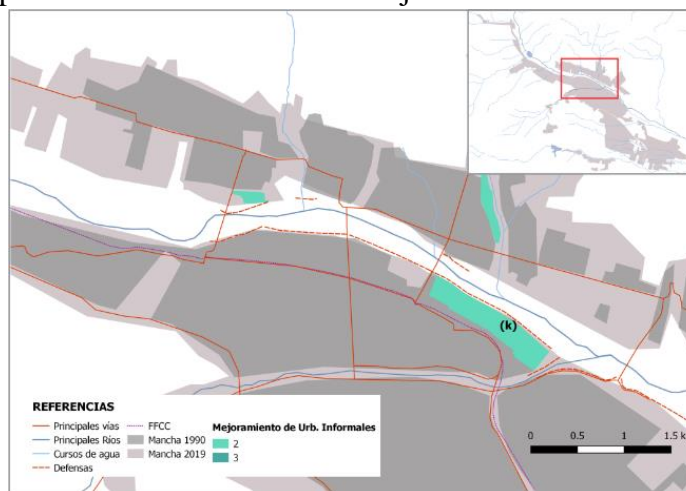 (k)
REFERENCIAS
Principales vías
Principales Ríos
Cursos de agua
Defensas
FFCC
Mancha 1990
Mancha 2019
Mejoramiento de Urb. Informales
2
3
0 0.5 1 1.5 k